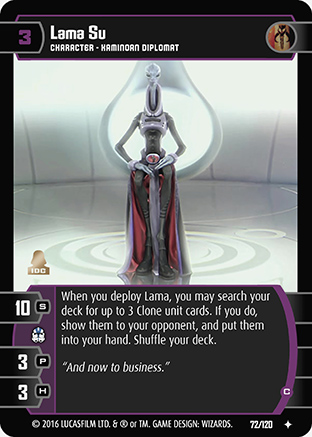 3
Lama Su
CHARACTER - KAMINOAN DIPLOMAT
IDC
10 S
3 P
3 H
When you deploy Lama, you may search your
deck for up to 3 Clone unit cards. If you do,
show them to your opponent, and put them
into your hand. Shuffle your deck.
“And now to business.”
C
© 2016 LUCASFILM LTD. & ® or TM. GAME DESIGN: WIZARDS.
72/120